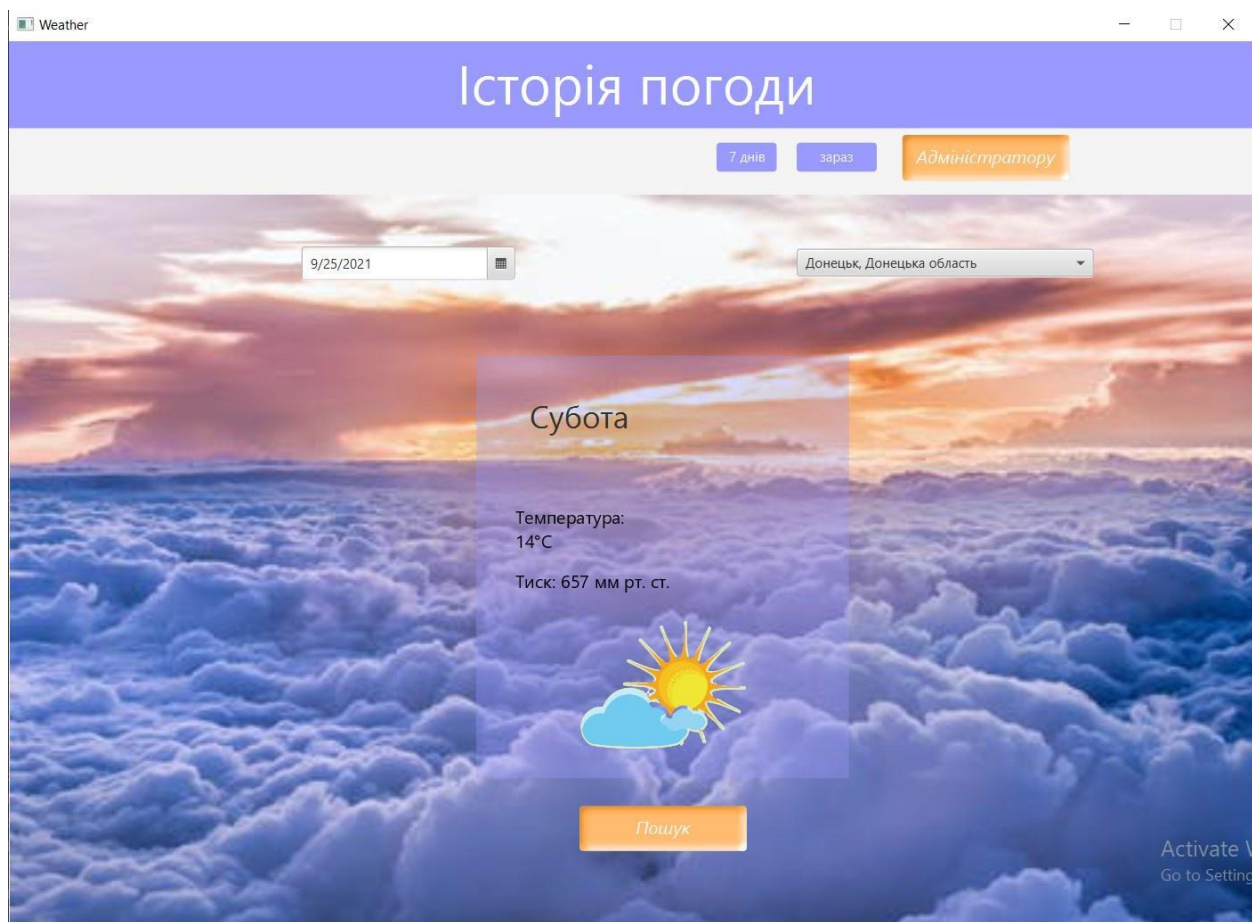 Weather
Історія погоди
7 днів
зараз
Адміністратору
9/25/2021
Донецьк, Донецька область
Субота
Температура:
14°C
Тиск: 657 мм рт. ст.
Пошук
Activate
Go to Setting